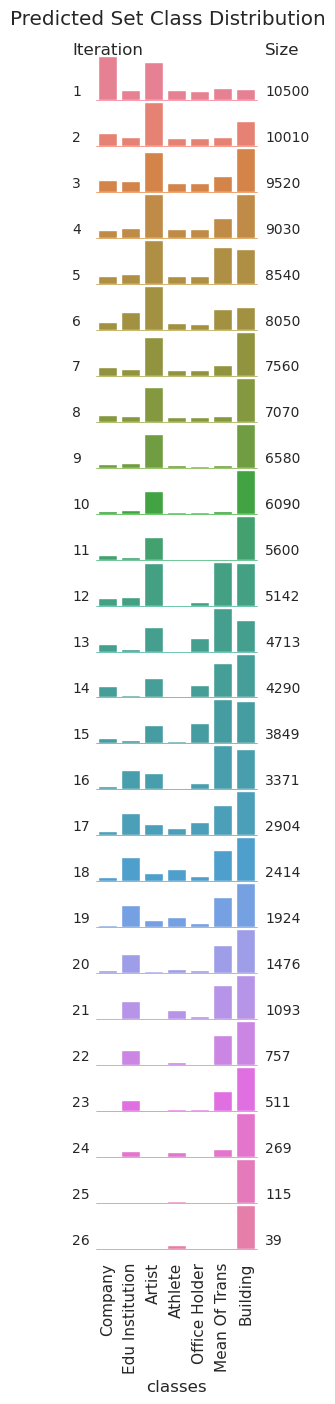 Predicted Set Class Distribution
Iteration Size
1 10500
2 10010
3 9520
4 9030
5 8540
6 8050
7 7560
8 7070
9 6580
10 6090
11 5600
12 5142
13 4713
14 4290
15 3849
16 3371
17 2904
18 2414
19 1924
20 1476
21 1093
22 757
23 511
24 269
25 115
26 39
Company
Edu Institution
Artist
Athlete
Office Holder
Mean Of Trans
Building
classes